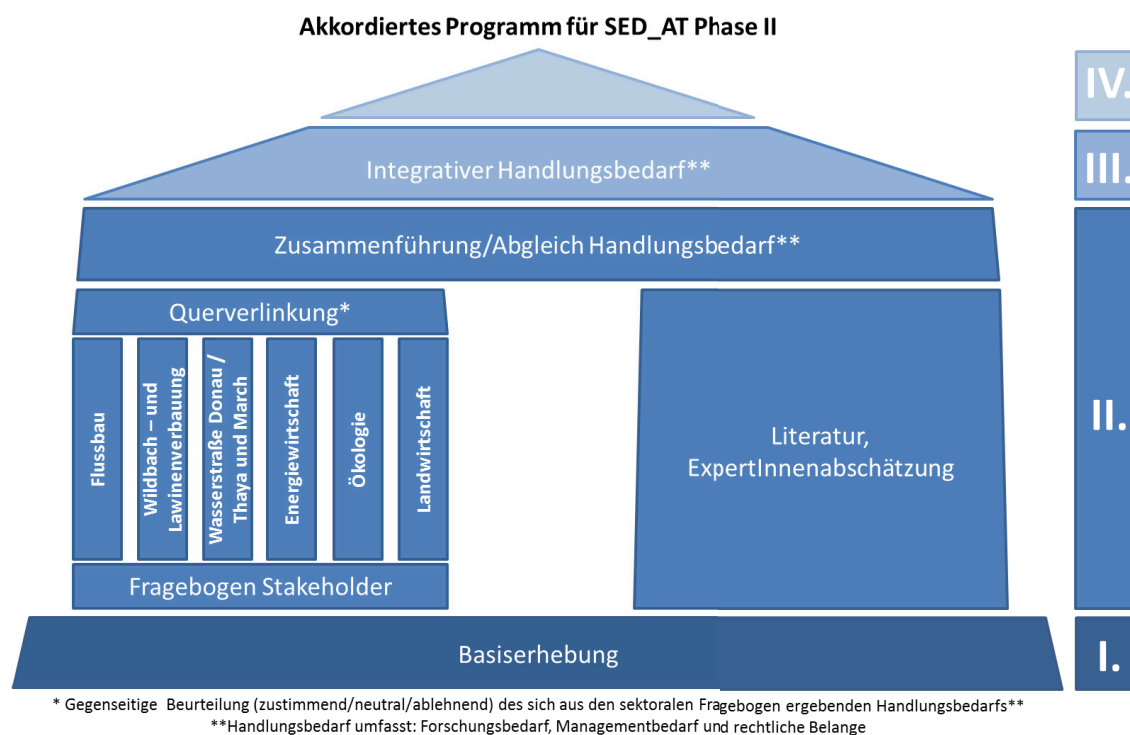 Akkordiertes Programm für SED_AT Phase II
IV.
Integrativer Handlungsbedarf**
III.
Zusammenführung/Abgleich Handlungsbedarf**
Querverlinkung*
Flussbau
Wildbach – und
Lawinenverbauung
Wasserstraße Donau /
Thaya und March
Energiewirtschaft
Ökologie
Landwirtschaft
Fragebogen Stakeholder
Literatur,
ExpertInnenabschätzung
II.
Basiserhebung
I.
* Gegenseitige Beurteilung (zustimmend/neutral/ablehnend) des sich aus den sektoralen Fragebogen ergebenden Handlungsbedarfs**
**Handlungsbedarf umfasst: Forschungsbedarf, Managementbedarf und rechtliche Belange